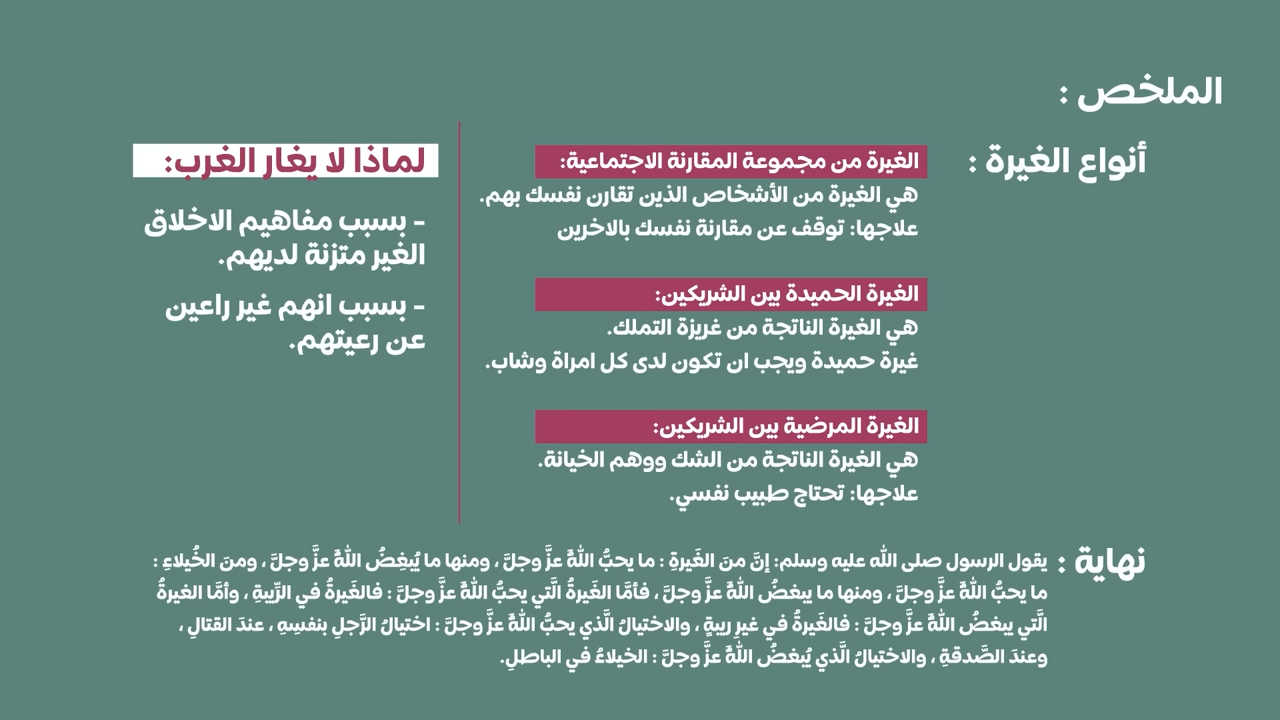 الملخص :
أنواع الغيرة :
الغيرة من مجموعة المقارنة الاجتماعية:
هي الغيرة من الأشخاص الذين تقارن نفسك بهم.
علاجها: توقف عن مقارنة نفسك بالاخرين
الغيرة الحميدة بين الشريكين:
هي الغيرة الناتجة من غريزة التملك.
غيرة حميدة ويجب ان تكون لدى كل امراة وشاب.
الغيرة المرضية بين الشريكين:
هي الغيرة الناتجة من الشك ووهم الخيانة.
علاجها: تحتاج طبيب نفسي.
لماذا لا يغار الغرب:
- بسبب مفاهيم الاخلاق
الغير متزنة لديهم.
- بسبب انهم غير راعين
عن رعيتهم.
نهاية :
يقول الرسول صلى الله عليه وسلم: إنَّ منَ الغَيرةِ : ما يحبُّ اللَّهُ عزَّ وجلَّ ، ومنها ما يُبغِضُ اللَّهُ عزَّ وجلَّ ، ومنَ الخُيلاءِ :
ما يحبُّ اللَّهُ عزَّ وجلَّ ، ومنها ما يبغضُ اللَّهُ عزَّ وجلَّ ، فأمَّا الغَيرةُ الَّتي يحبُّ اللَّهُ عزَّ وجلَّ : فالغَيرةُ في الرِّيبةِ ، وأمَّا الغيرةُ
الَّتي يبغضُ اللَّهُ عزَّ وجلَّ : فالغَيرةُ في غيرِ ريبةٍ ، والاختيالُ الَّذي يحبُّ اللَّهُ عزَّ وجلَّ : اختيالُ الرَّجلِ بنفسِهِ ، عندَ القتالِ ،
وعندَ الصَّدقةِ ، والاختيالُ الَّذي يُبغضُ اللَّهُ عزَّ وجلَّ : الخيلاءُ في الباطلِ.